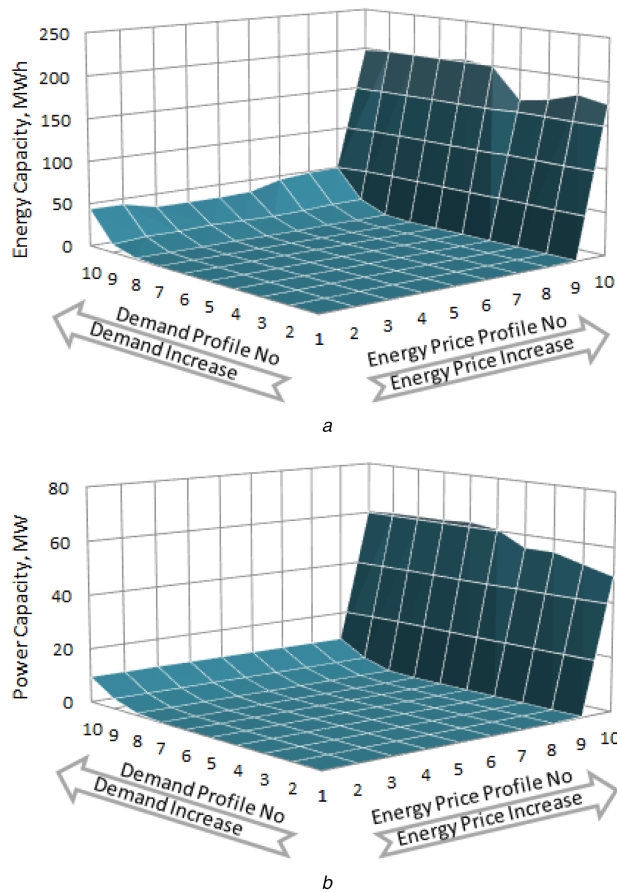 250
200
150
100
50
0
Energy Capacity, MWh
10 9 8 7 6 5 4 3 2 1
2 3 4 5 6 7 8 9 10
Demand Profile No
Demand Increase
Energy Price Profile No
Energy Price Increase
a
80
60
40
20
0
Power Capacity, MW
10 9 8 7 6 5 4 3 2 1
2 3 4 5 6 7 8 9 10
Demand Profile No
Demand Increase
Energy Price Profile No
Energy Price Increase
b